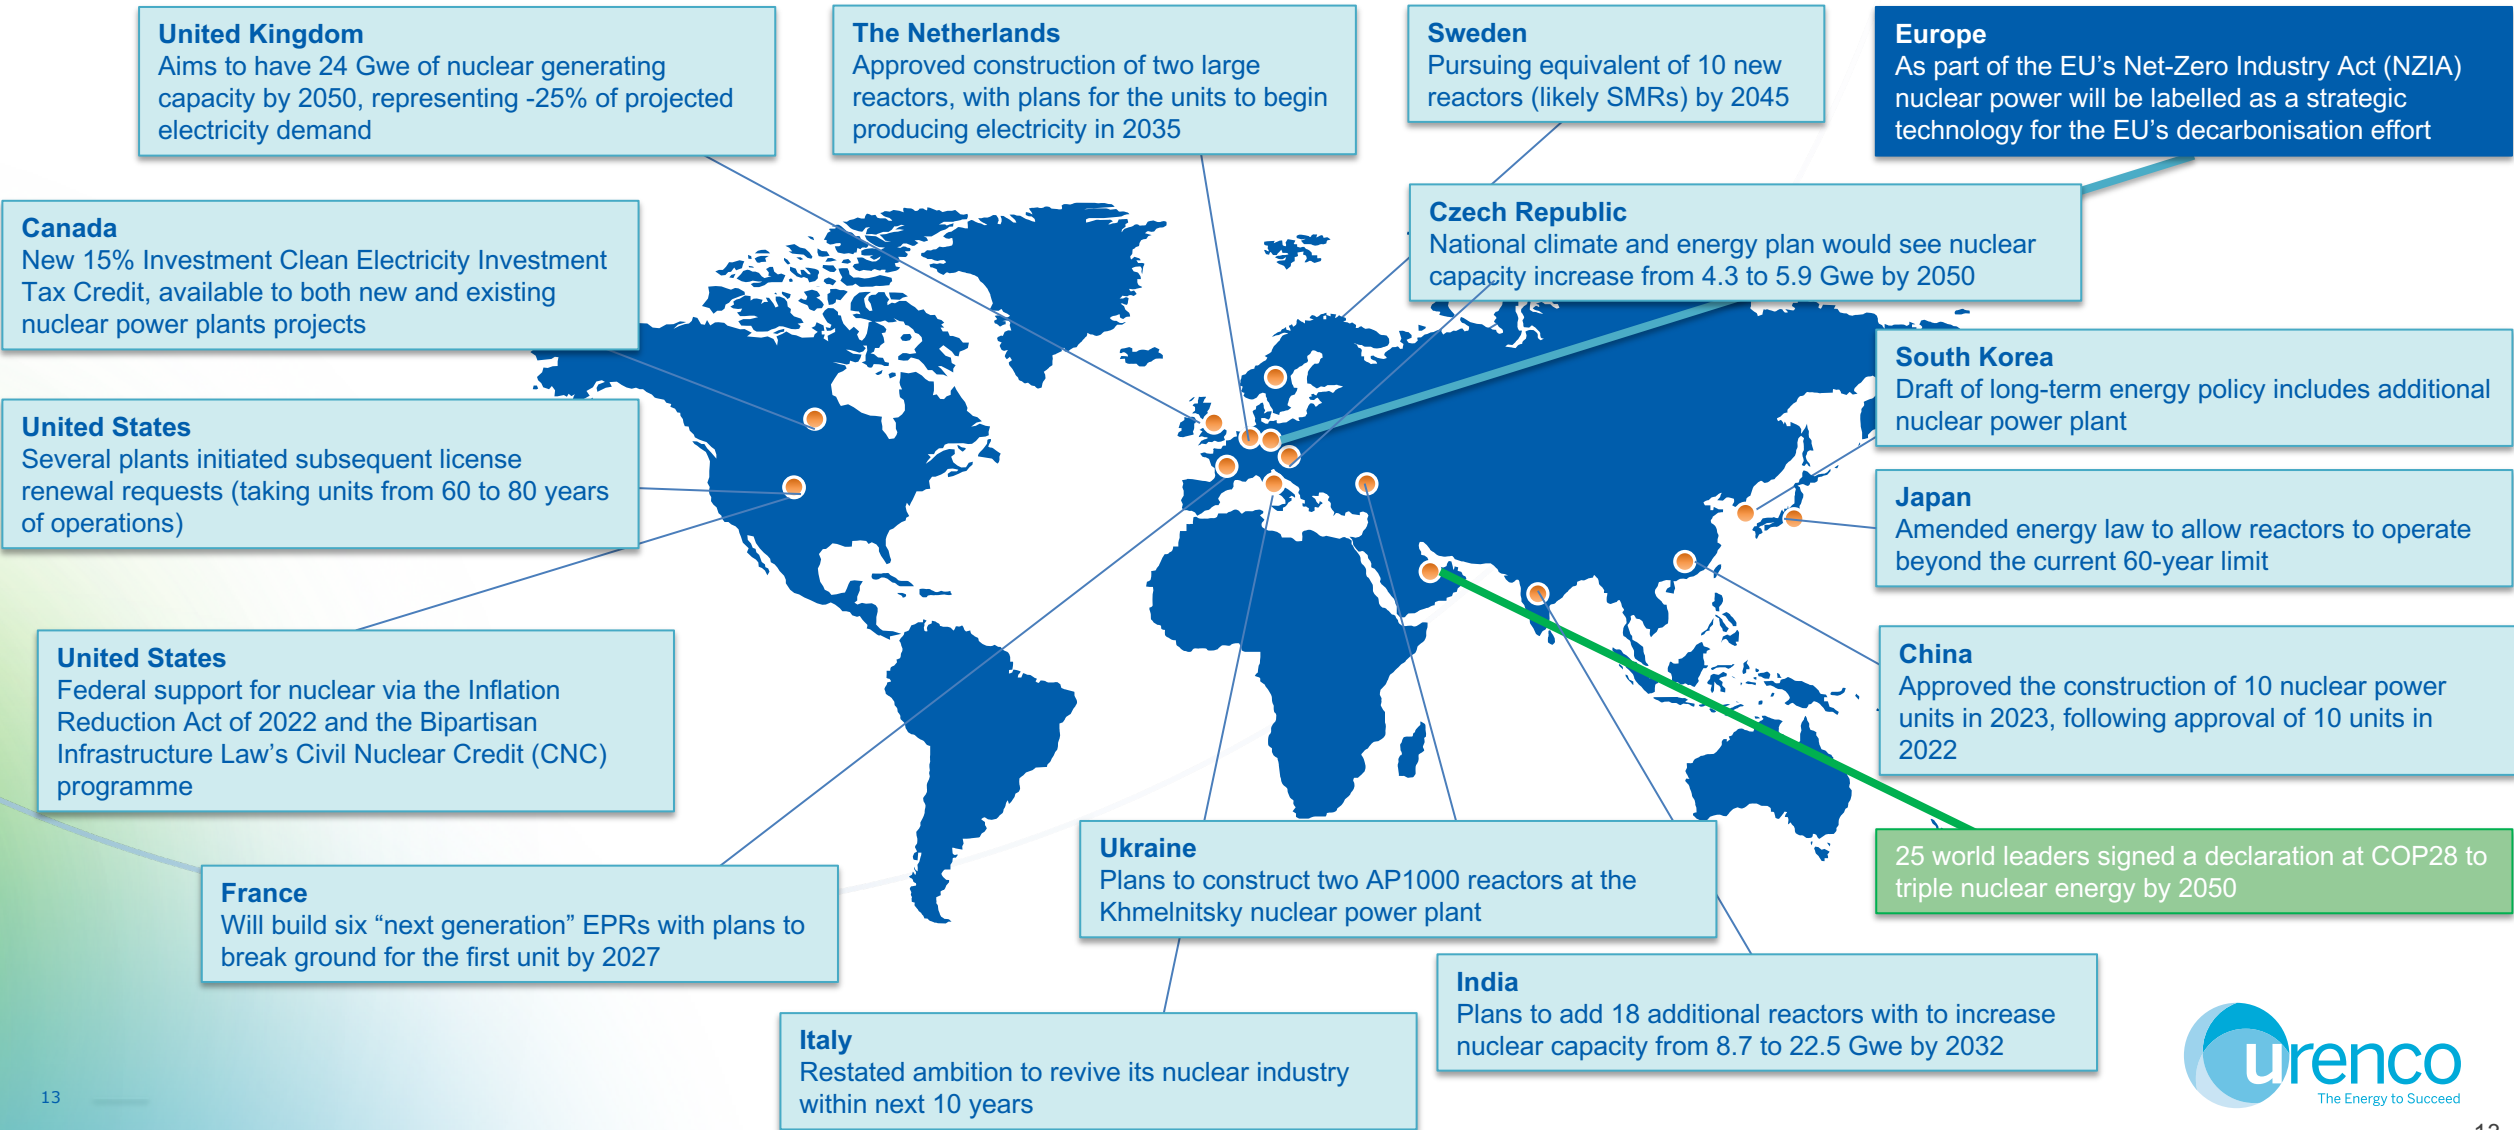 United Kingdom
Aims to have 24 Gwe of nuclear generating
capacity by 2050, representing -25% of projected
electricity demand
The Netherlands
Approved construction of two large
reactors, with plans for the units to begin
producing electricity in 2035
Sweden
Pursuing equivalent of 10 new
reactors (likely SMRs) by 2045
Europe
As part of the EU's Net-Zero Industry Act (NZIA)
nuclear power will be labelled as a strategic
technology for the EU's decarbonisation effort
Canada
New 15% Investment Clean Electricity Investment
Tax Credit, available to both new and existing
nuclear power plants projects
Czech Republic
National climate and energy plan would see nuclear
capacity increase from 4.3 to 5.9 Gwe by 2050
South Korea
Draft of long-term energy policy includes additional
nuclear power plant
United States
Several plants initiated subsequent license
renewal requests (taking units from 60 to 80 years
of operations)
Japan
Amended energy law to allow reactors to operate
beyond the current 60-year limit
United States
Federal support for nuclear via the Inflation
Reduction Act of 2022 and the Bipartisan
Infrastructure Law's Civil Nuclear Credit (CNC)
programme
China
Approved the construction of 10 nuclear power
units in 2023, following approval of 10 units in
2022
Ukraine
Plans to construct two AP1000 reactors at the
Khmelnitsky nuclear power plant
25 world leaders signed a declaration at COP28 to
triple nuclear energy by 2050
France
Will build six “next generation” EPRs with plans to
break ground for the first unit by 2027
India
Plans to add 18 additional reactors with to increase
nuclear capacity from 8.7 to 22.5 Gwe by 2032
Italy
Restated ambition to revive its nuclear industry
within next 10 years
urenco
The Energy to Succeed
13